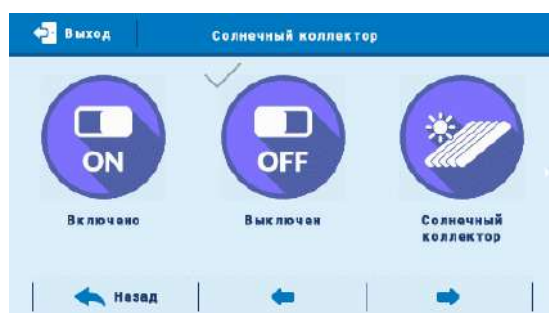 Выход
Солнечный коллектор
ON
OFF
Включено
Выключен
Солнечный
коллектор
Назад